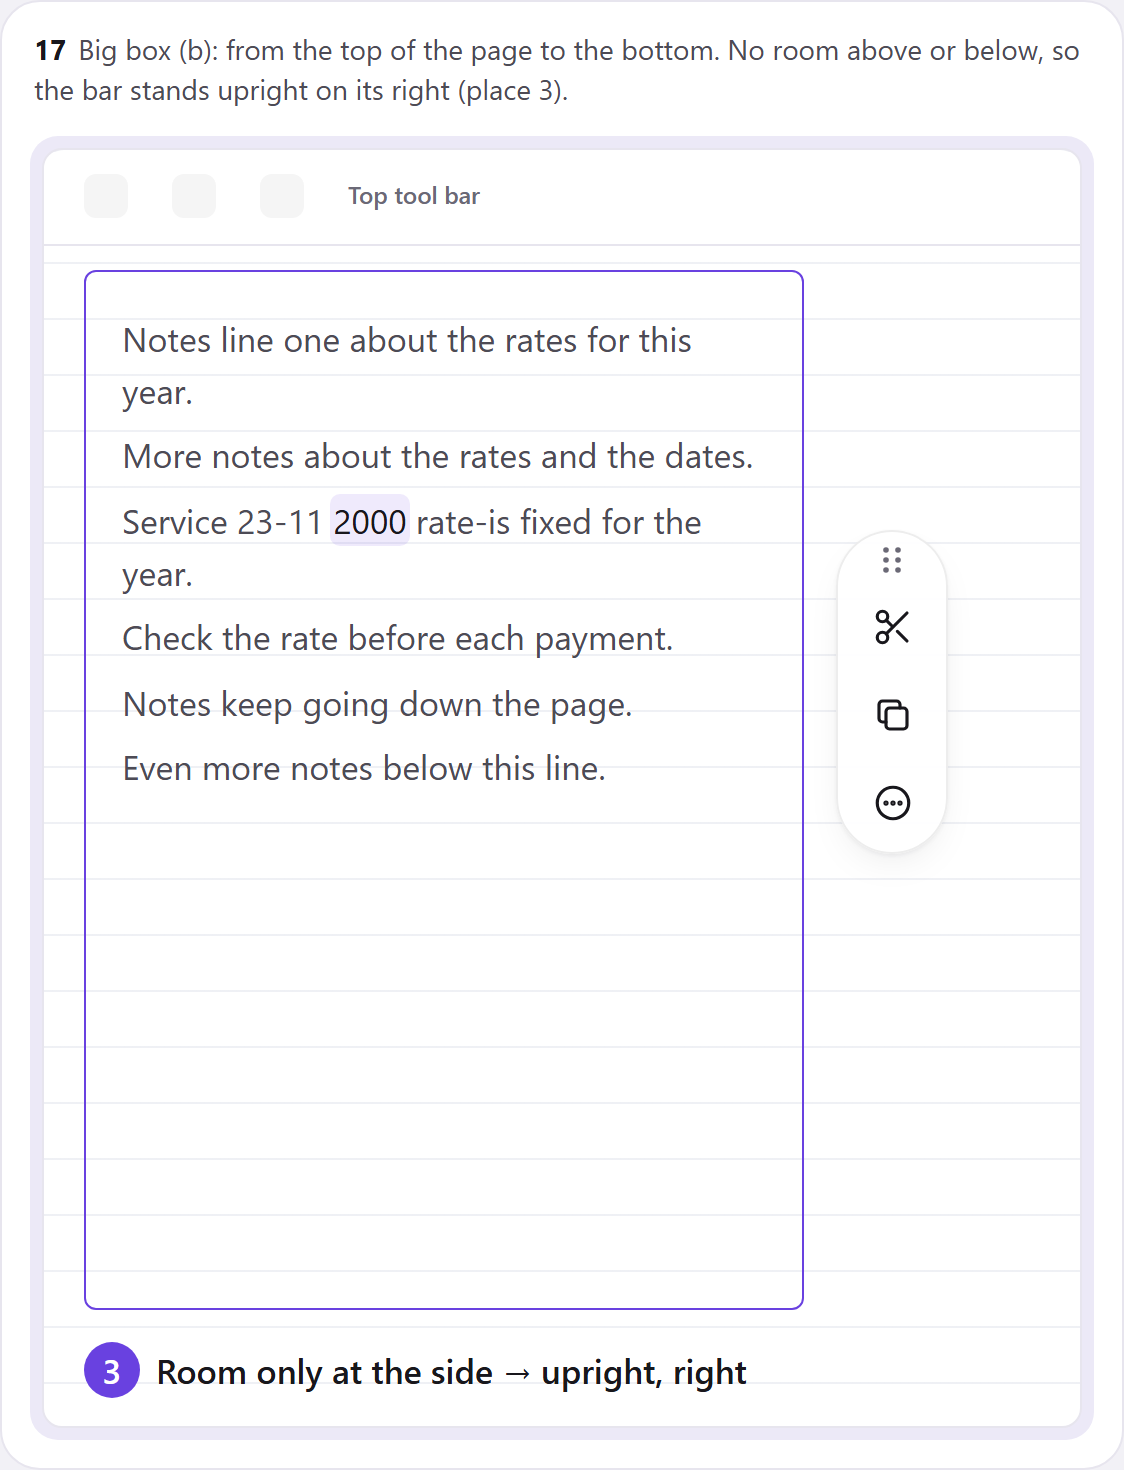 17 Big box (b): from the top of the page to the bottom. No room above or below, so
the bar stands upright on its right (place 3).
Top tool bar
Notes line one about the rates for this
year.
More notes about the rates and the dates.
Service 23-11 2000 rate-is fixed for the
year.
Check the rate before each payment.
Notes keep going down the page.
Even more notes below this line.
3 Room only at the side → upright, right